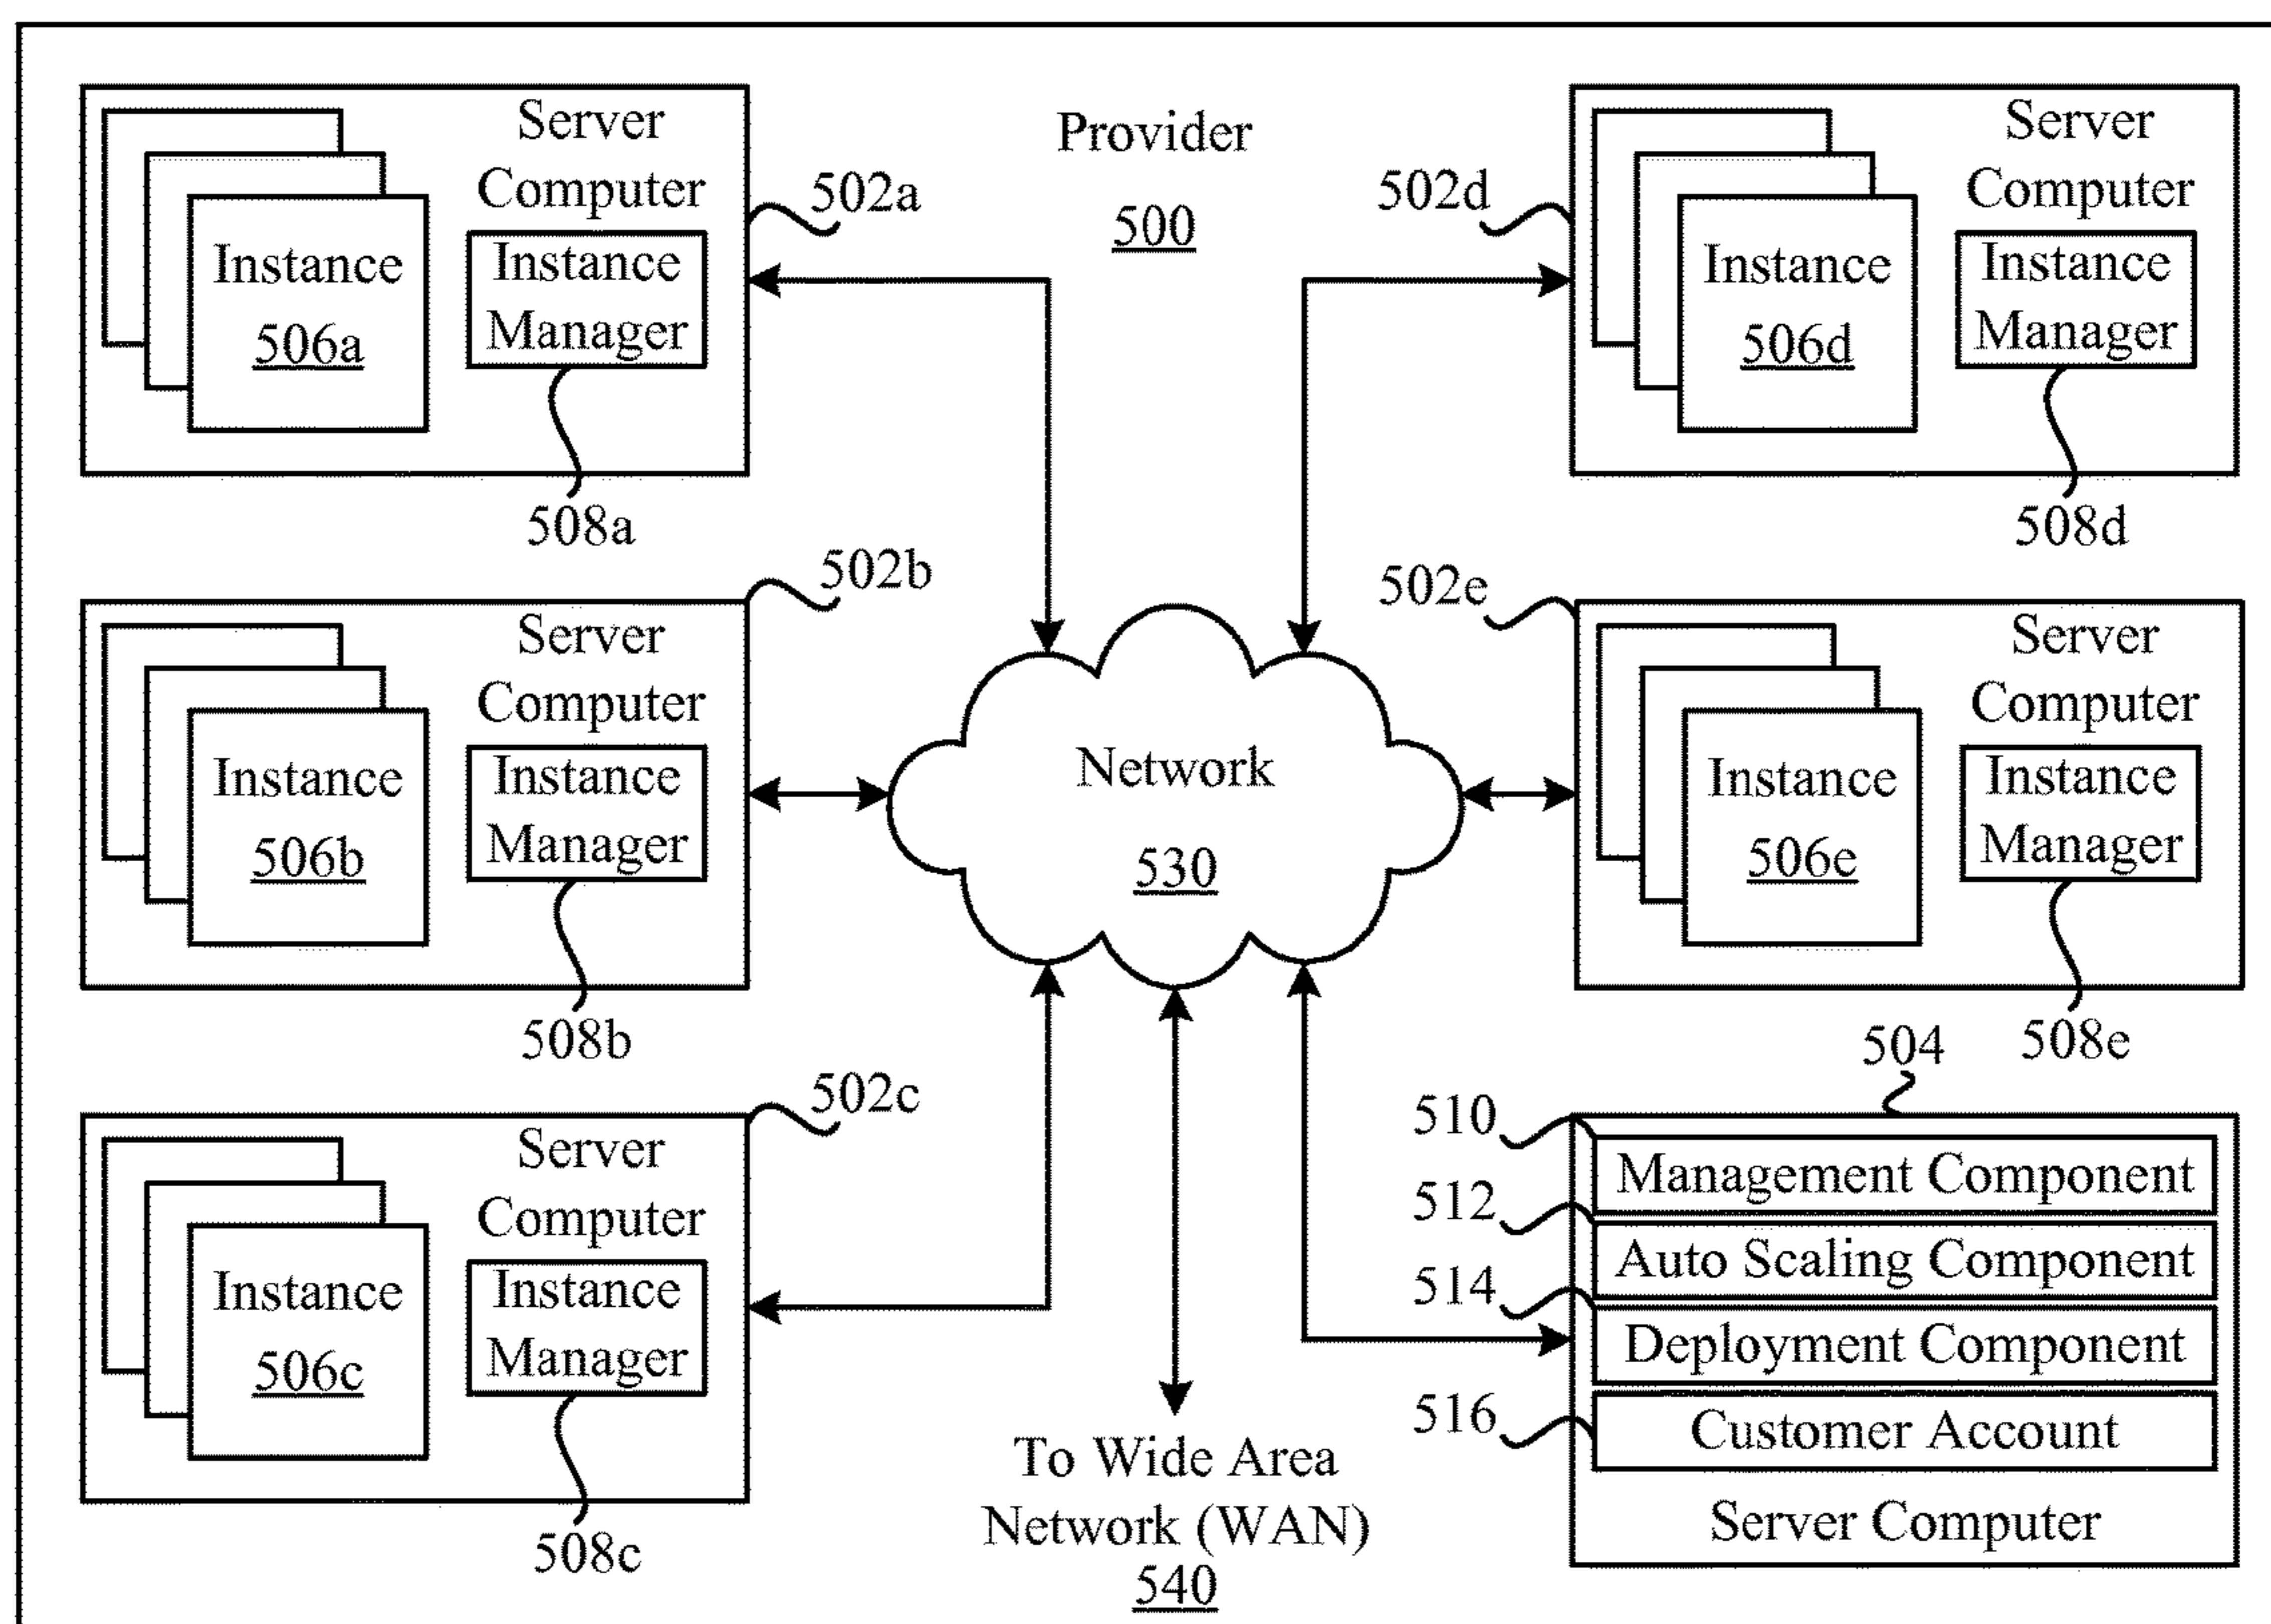 Provider
500
Server
Computer
502a
Instance
506a
Instance
Manager
508a
Server
Computer
502b
Instance
506b
Instance
Manager
508b
Server
Computer
502c
Instance
506c
Instance
Manager
508c
Network
530
To Wide Area
Network (WAN)
540
Server
Computer
502d
Instance
506d
Instance
Manager
508d
Server
Computer
502e
Instance
506e
Instance
Manager
508e
504
510
Management Component
512
Auto Scaling Component
514
Deployment Component
516
Customer Account
Server Computer